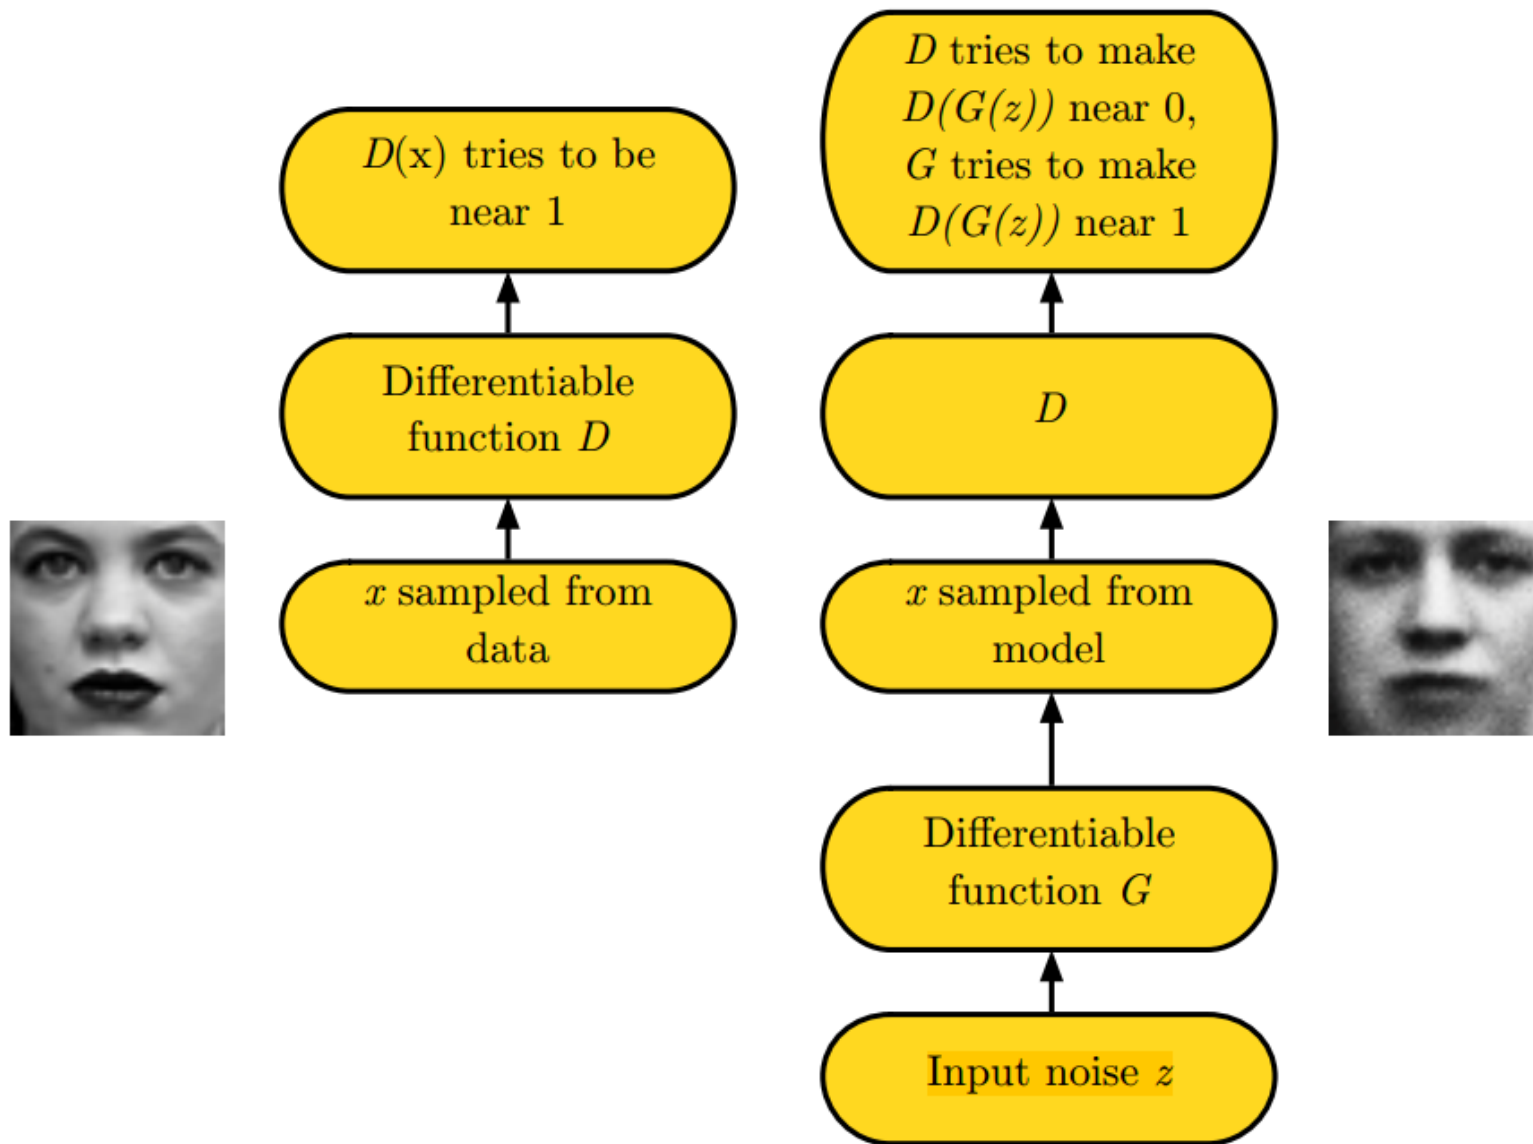 D(x) tries to be
near 1
Differentiable
function D
x sampled from
data
D tries to make
D(G(z)) near 0,
G tries to make
D(G(z)) near 1
D
x sampled from
model
Differentiable
function G
Input noise z